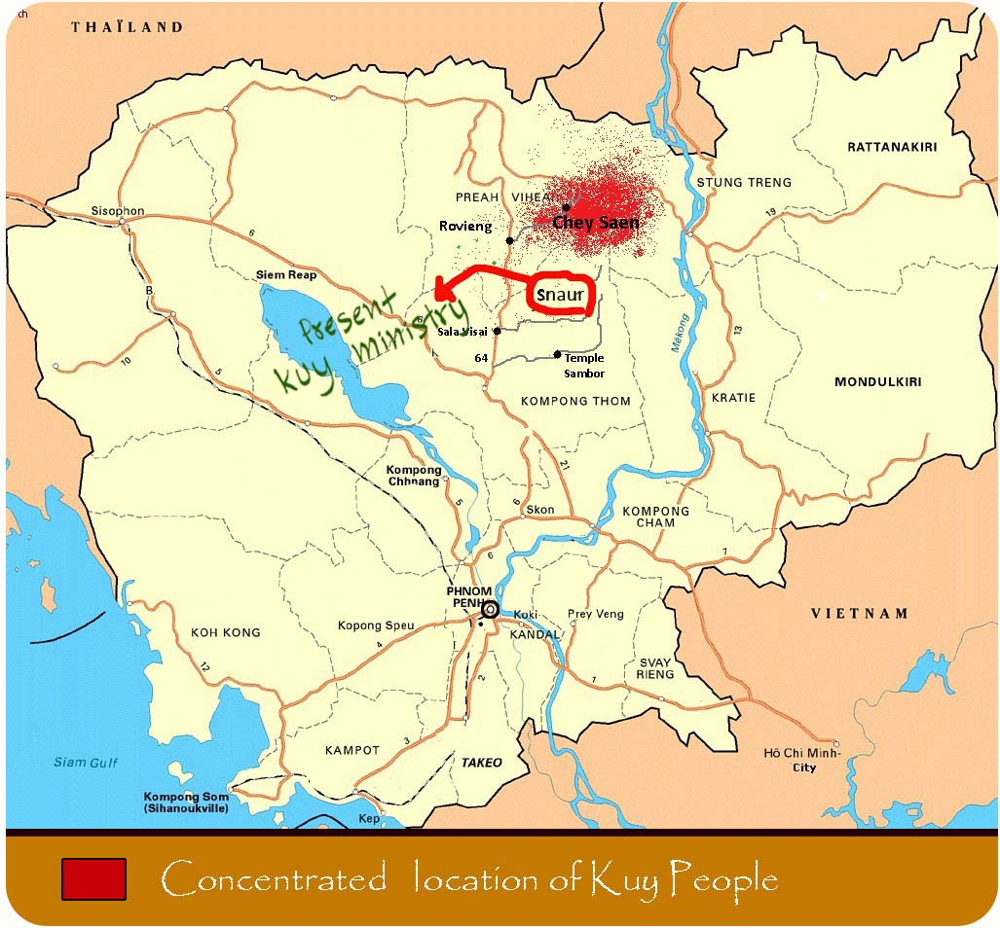 ch
THAÏLAND
RATTANAKIRI
STUNG TRENG
PREAH VIHEA
Chey Saen
Rovieng
Sisophon
19
6
Siem Reap
Snaur
B
present
kuy ministry
6
Sala Visai
13
Mékong
64
Temple
Sambor
10
5
MONDULKIRI
KRATIE
KOMPONG THOM
Kompong
Chhnang
21
5
6
Skon
KOMPONG
CHAM
6
7
PHNOM
PENH
Koki
Prey Veng
VIETNAM
Kopong Speu
KANDAL
KOH KONG
4
12
SVAY
RIENG
2
1
3
KAMPOT
TAKEO
Siam Gulf
Hô Chi Minh-
City
Kompong Som
(Sihanoukville)
Kep
Concentrated location of Kuy People